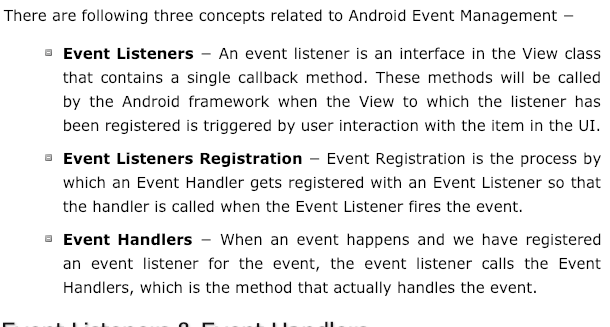 There are following three concepts related to Android Event Management −
Event Listeners − An event listener is an interface in the View class
that contains a single callback method. These methods will be called
by the Android framework when the View to which the listener has
been registered is triggered by user interaction with the item in the UI.
Event Listeners Registration − Event Registration is the process by
which an Event Handler gets registered with an Event Listener so that
the handler is called when the Event Listener fires the event.
Event Handlers − When an event happens and we have registered
an event listener for the event, the event listener calls the Event
Handlers, which is the method that actually handles the event.
Event Listeners & Event Handlers